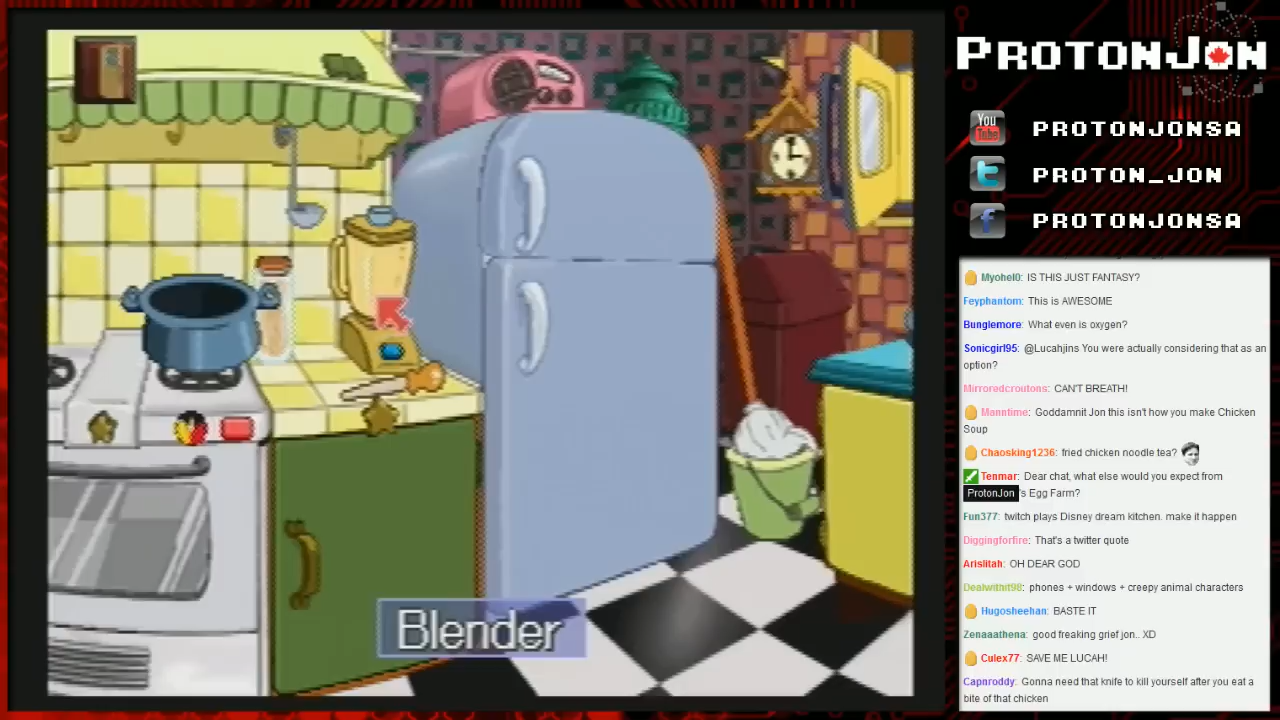 PROTONJON
You Tube PROTONJONSA
t PROTON_JON
f PROTONJONSA
Myohel0: IS THIS JUST FANTASY?
Feyphantom: This is AWESOME
Bunglemore: What even is oxygen?
Sonicgirl95: @Lucahjins You were actually considering that as an
option?
Mirroredcroutons: CAN'T BREATH!
Manntime: Goddamnit Jon this isn't how you make Chicken
Soup
Chaosking1236: fried chicken noodle tea?
Tenmar: Dear chat, what else would you expect from
ProtonJon 's Egg Farm?
Fun377: twitch plays Disney dream kitchen. make it happen
Diggingforfire: That's a twitter quote
Arislitah: OH DEAR GOD
Dealwithit98: phones + windows + creepy animal characters
Hugosheehan: BASTE IT
Zenaaathena: good freaking grief jon.. XD
Culex77: SAVE ME LUCAH!
Capnroddy: Gonna need that knife to kill yourself after you eat a
bite of that chicken
Blender